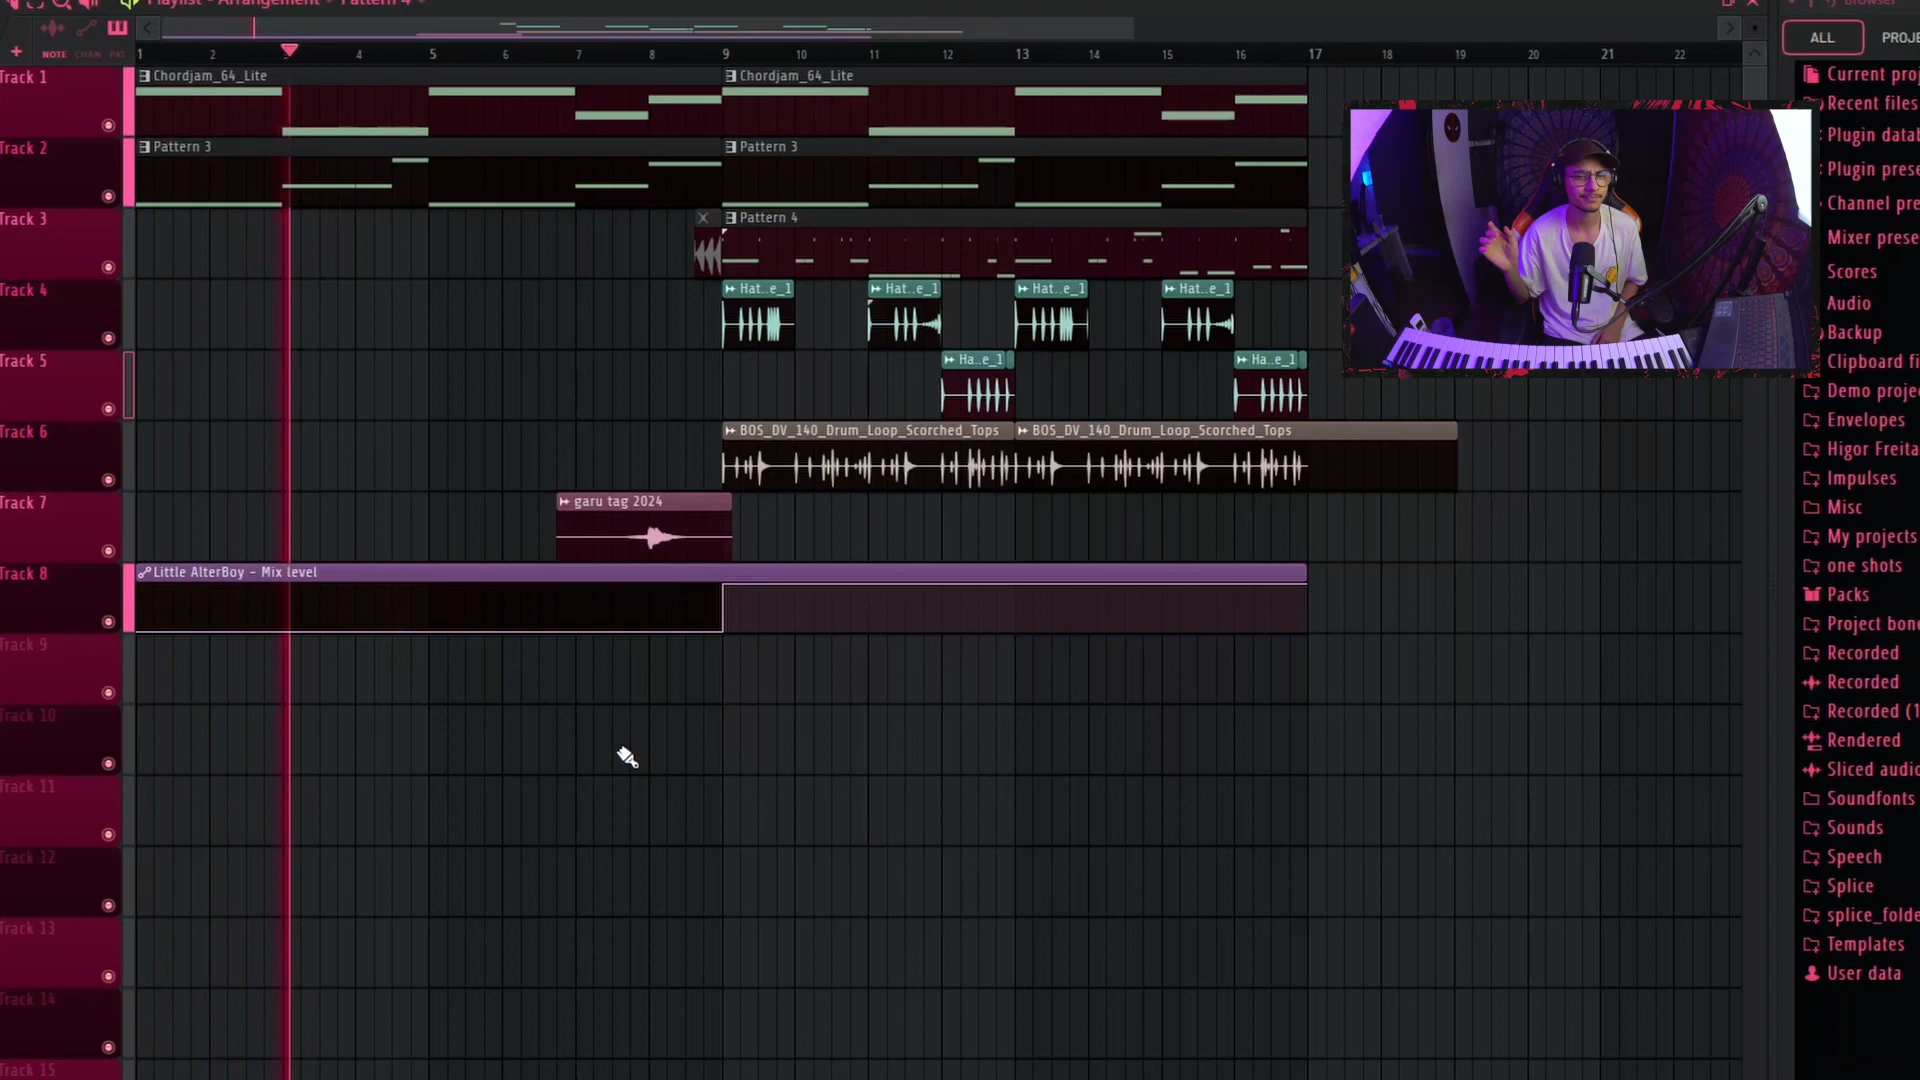 Playlist - Arrangement › Pattern 4
Browser
NOTE CHAN PAT
ALL PROJE
1 2 3 4 5 6 7 8 9 10 11 12 13 14 15 16 17 18 19 20 21 22
Track 1
Chordjam_64_Lite
Chordjam_64_Lite
Track 2
Pattern 3
Pattern 3
Track 3
Pattern 4
Track 4
Hat..e_1
Hat..e_1
Hat..e_1
Hat..e_1
Track 5
Ha..e_1
Ha..e_1
Track 6
BOS_DV_140_Drum_Loop_Scorched_Tops
BOS_DV_140_Drum_Loop_Scorched_Tops
Track 7
garu tag 2024
Track 8
Little AlterBoy - Mix level
Track 9
Track 10
Track 11
Track 12
Track 13
Track 14
Track 15
Current proj
Recent files
Plugin datab
Plugin prese
Channel pre
Mixer prese
Scores
Audio
Backup
Clipboard fi
Demo projec
Envelopes
Higor Freita
Impulses
Misc
My projects
one shots
Packs
Project bone
Recorded
Recorded
Recorded (1
Rendered
Sliced audio
Soundfonts
Sounds
Speech
Splice
splice_folde
Templates
User data